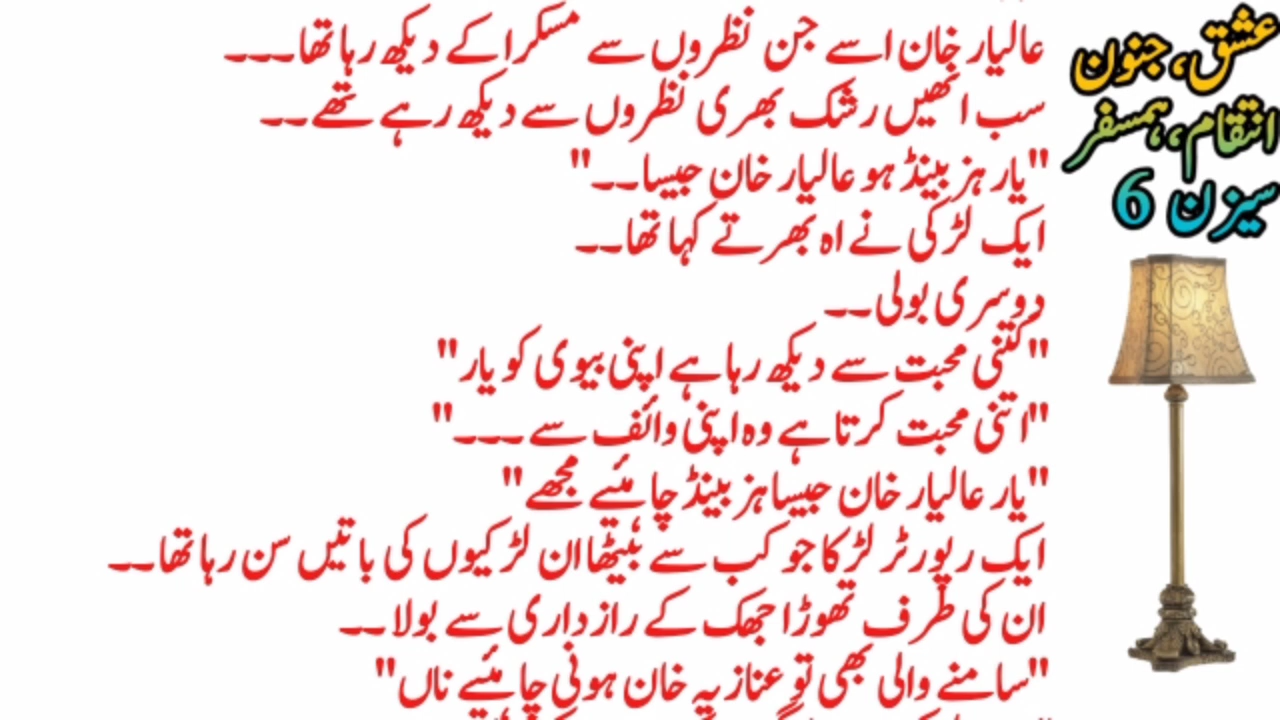 عالیار خان اسے جن نظروں سے مسکرا کے دیکھ رہا تھا۔۔۔
سب انھیں رشک بھری نظروں سے دیکھ رہے تھے۔۔
"یار ہزبینڈ ہو عالیار خان جیسا۔۔"
ایک لڑکی نے اہ بھرتے کہا تھا۔۔
دوسری بولی۔۔
"کتنی محبت سے دیکھ رہا ہے اپنی بیوی کو یار"
"اتنی محبت کرتا ہے وہ اپنی وائف سے ۔۔۔"
"یار عالیار خان جیسا ہزبینڈ چاہئیے مجھے"
ایک رپورٹر لڑکا جو کب سے بیٹھا ان لڑکیوں کی باتیں سن رہا تھا۔۔
ان کی طرف تھوڑا جھک کے رازداری سے بولا۔۔
"سامنے والی بھی تو عنازیہ خان ہونی چاہئیے ناں"
عشق، جنون
انتقام، ہمسفر
سیزن 6